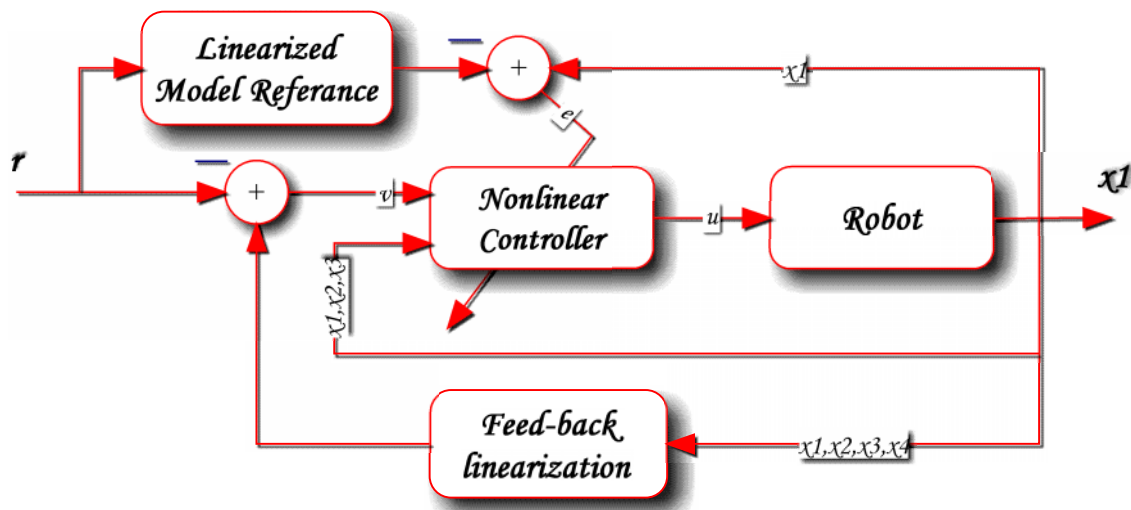 Linearized
Model Referance
+
x1
e
r
+
v
Nonlinear
Controller
u
Robot
x1
x1,x2,x3
Feed-back
linearization
x1,x2,x3,x4